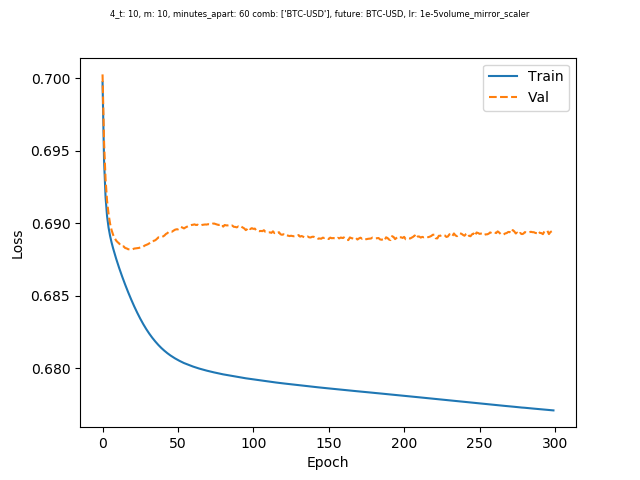 4_t: 10, m: 10, minutes_apart: 60 comb: ['BTC-USD'], future: BTC-USD, lr: 1e-5volume_mirror_scaler
Train
Val
0.700
0.695
0.690
0.685
0.680
Loss
0 50 100 150 200 250 300
Epoch